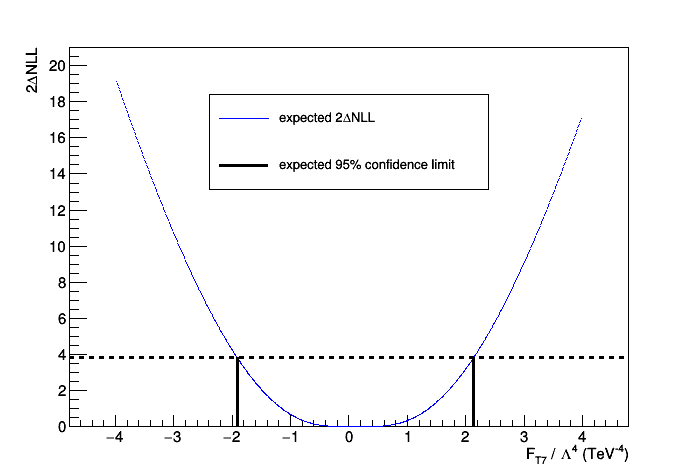 2ΔNLL
20
18
16
14
12
10
8
6
4
2
0
expected 2ΔNLL
expected 95% confidence limit
−4 −3 −2 −1 0 1 2 3 4
F_T7 / Λ^4 (TeV^-4)